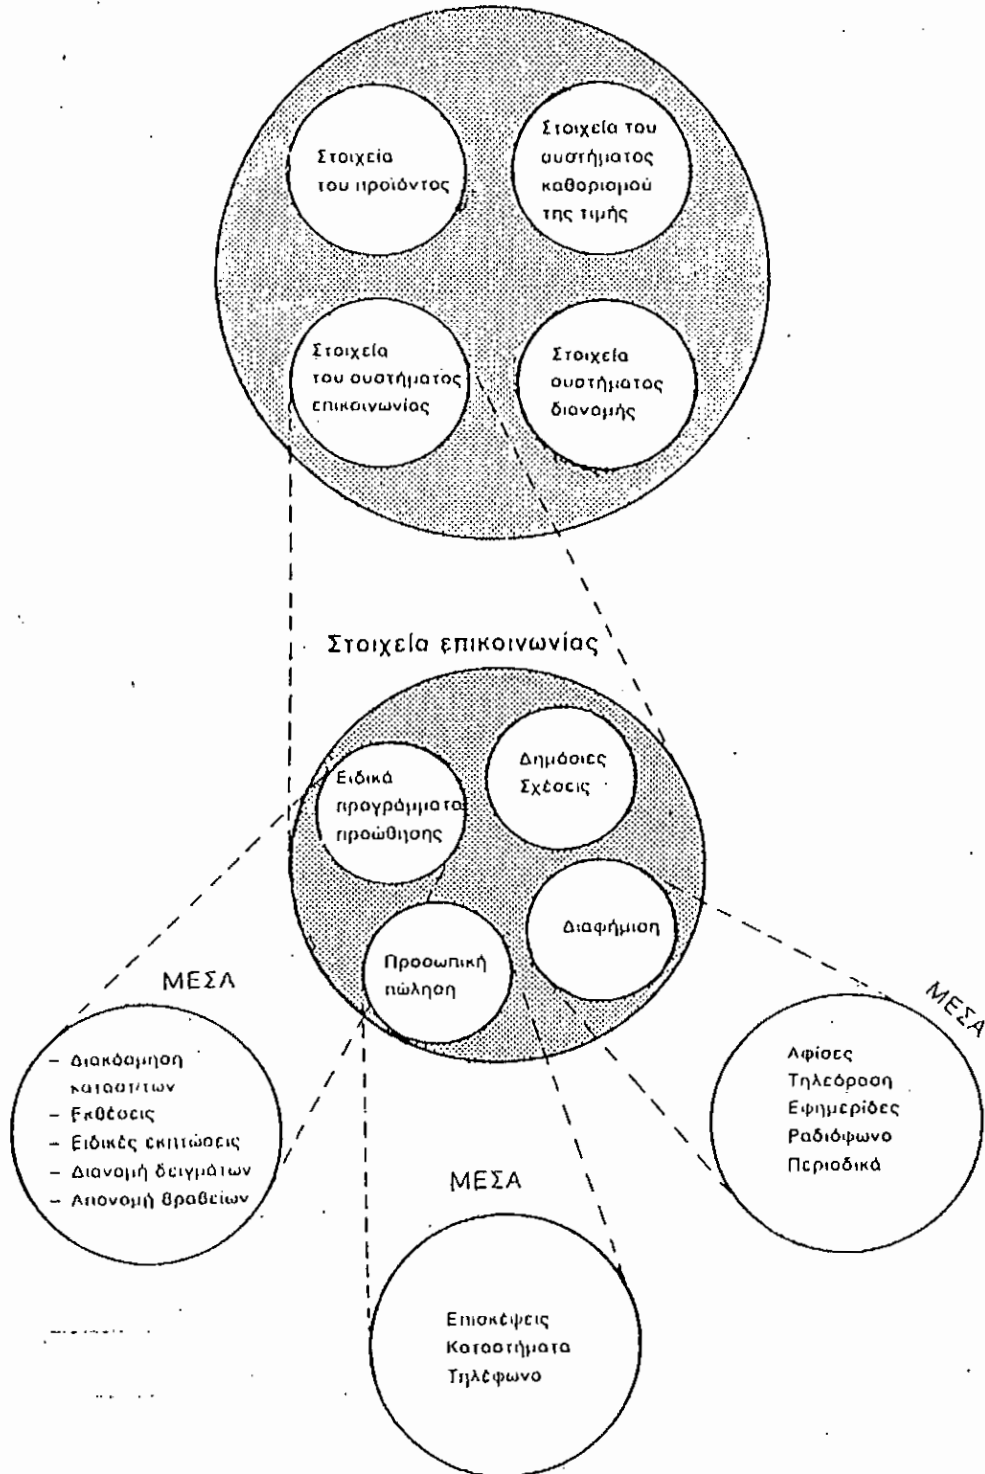 Στοιχεία
του προϊόντος
Στοιχεία του
συστήματος
καθορισμού
της τιμής
Στοιχεία
του συστήματος
επικοινωνίας
Στοιχεία
συστήματος
διανομής
Στοιχεία επικοινωνίας
Ειδικά
προγράμματα
προώθησης
Δημόσιες
Σχέσεις
Προσωπική
πώληση
Διαφήμιση
ΜΕΣΑ
– Διακόσμηση
– Εκθέσεις
– Ειδικές εκπτώσεις
– Διανομή δειγμάτων
– Απονομή βραβείων
ΜΕΣΑ
Επισκέψεις
Καταστήματα
Τηλέφωνο
ΜΕΣΑ
Αφίσες
Τηλεόραση
Εφημερίδες
Ραδιόφωνο
Περιοδικά